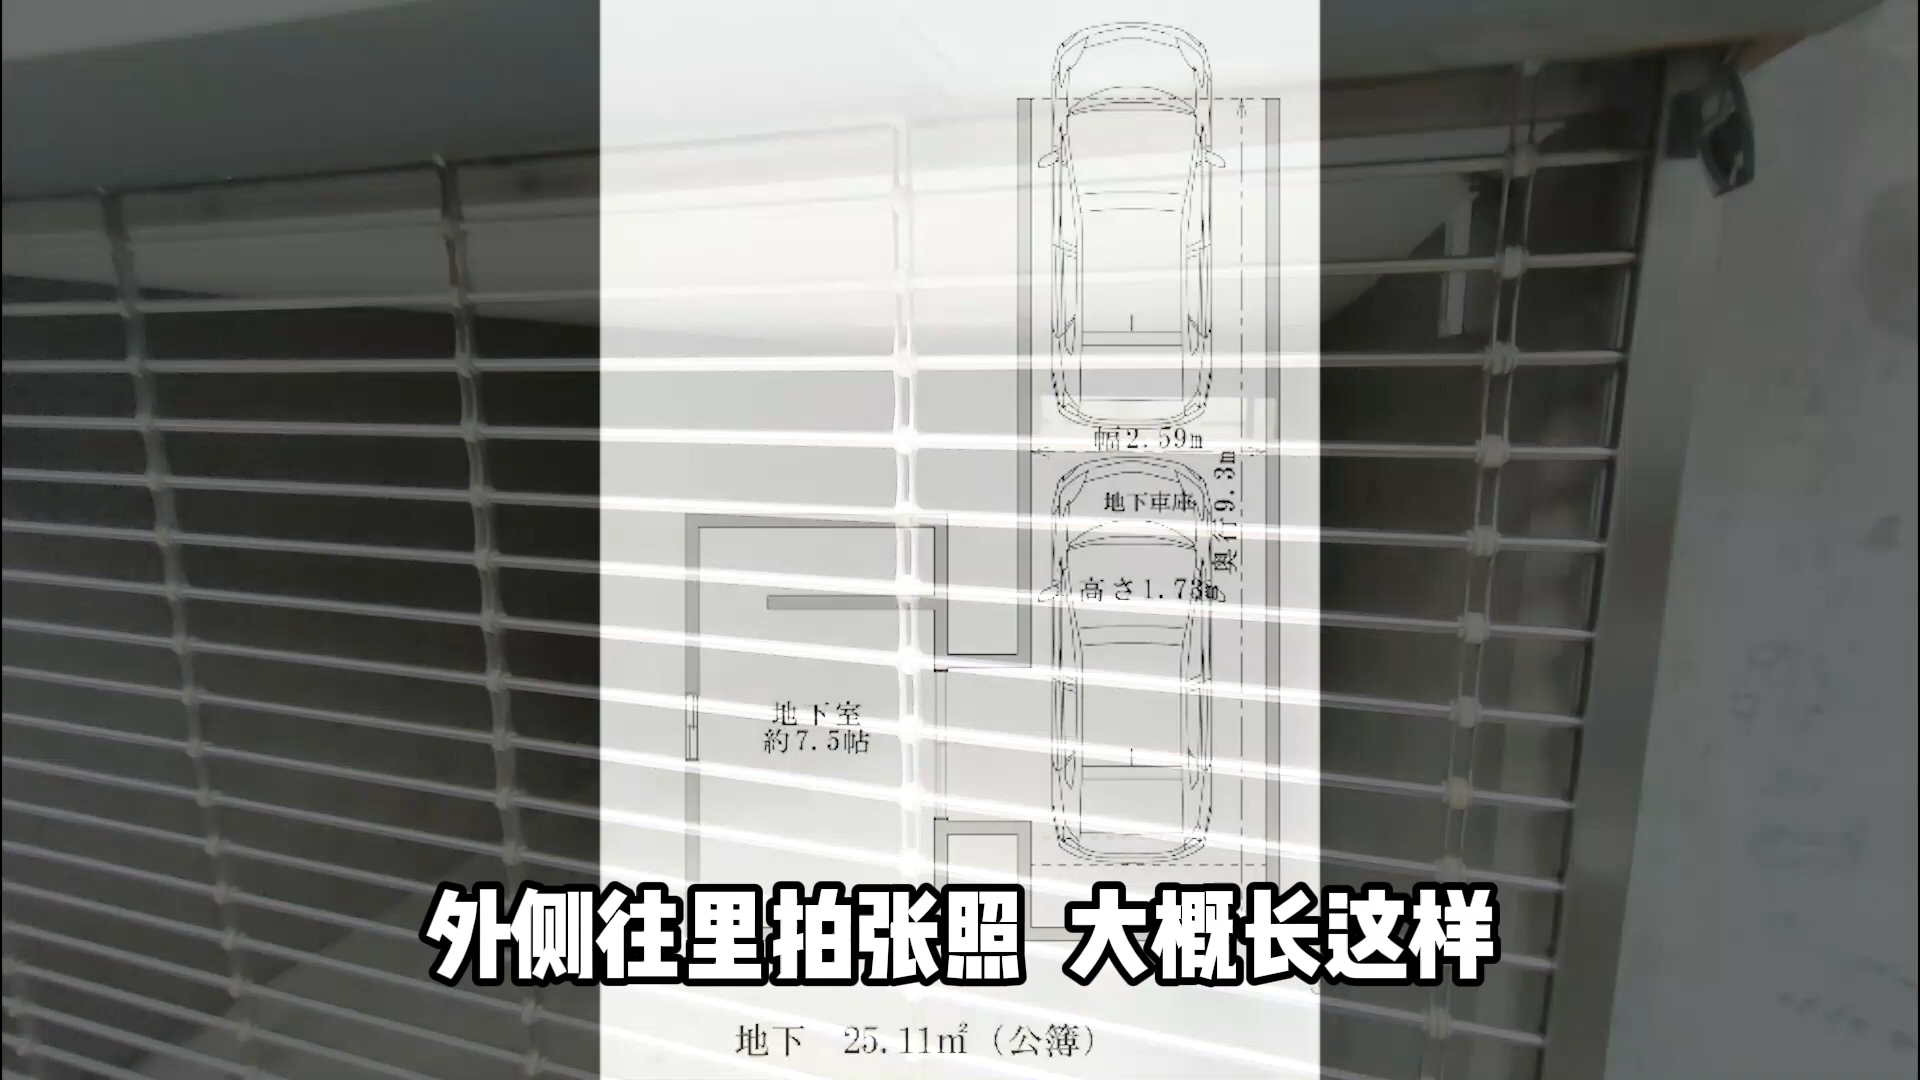 幅2.59m
奥行9.3m
地下車庫
高さ1.73m
地下室
約7.5帖
外侧往里拍张照 大概长这样
地下 25.11㎡（公簿）